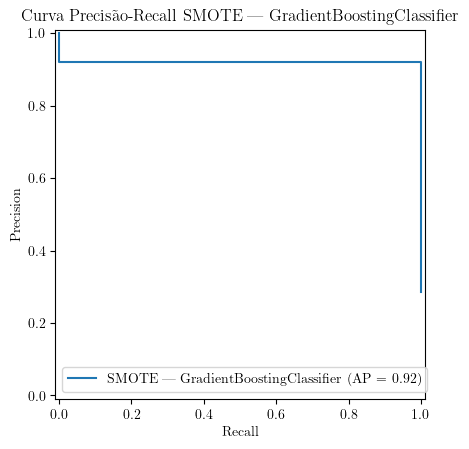 Curva Precisão-Recall SMOTE — GradientBoostingClassifier
1.0
0.8
0.6
0.4
0.2
0.0
Precision
SMOTE — GradientBoostingClassifier (AP = 0.92)
0.0 0.2 0.4 0.6 0.8 1.0
Recall